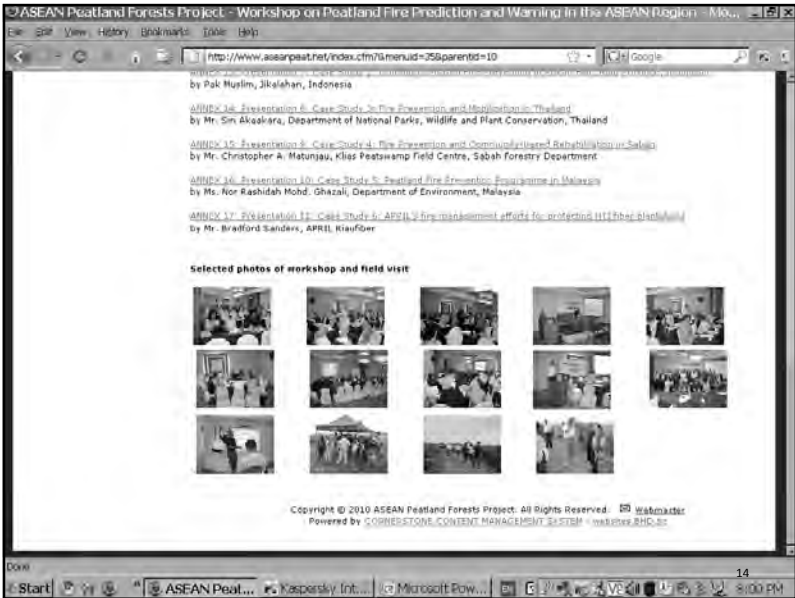 ASEAN Peatland Forests Project - Workshop on Peatland Fire Prediction and Warning in the ASEAN Region - Mo...
File Edit View History Bookmarks Tools Help
http://www.aseanpeat.net/index.cfm?&menuid=35&parentid=10
Google
by Pak Muslim, Jikalahan, Indonesia
ANNEX 14: Presentation 8: Case Study 3: Fire Prevention and Mobilization in Thailand
by Mr. Siri Akaakara, Department of National Parks, Wildlife and Plant Conservation, Thailand
ANNEX 15: Presentation 9: Case Study 4: Fire Prevention and Community-based Rehabilitation in Sabah
by Mr. Christopher A. Matunjau, Klias Peatswamp Field Centre, Sabah Forestry Department
ANNEX 16: Presentation 10: Case Study 5: Peatland Fire Prevention Programme in Malaysia
by Ms. Nor Rashidah Mohd. Ghazali, Department of Environment, Malaysia
ANNEX 17: Presentation 11: Case Study 6: APRIL's fire management efforts for protecting HTI fiber plantations
by Mr. Bradford Sanders, APRIL Riaufiber
Selected photos of workshop and field visit
Copyright © 2010 ASEAN Peatland Forests Project. All Rights Reserved. Webmaster
Powered by CORNERSTONE CONTENT MANAGEMENT SYSTEM - websites.BHD.bz
Done
14
Start ASEAN Peat... Kaspersky Int... Microsoft Pow... 8:00 PM